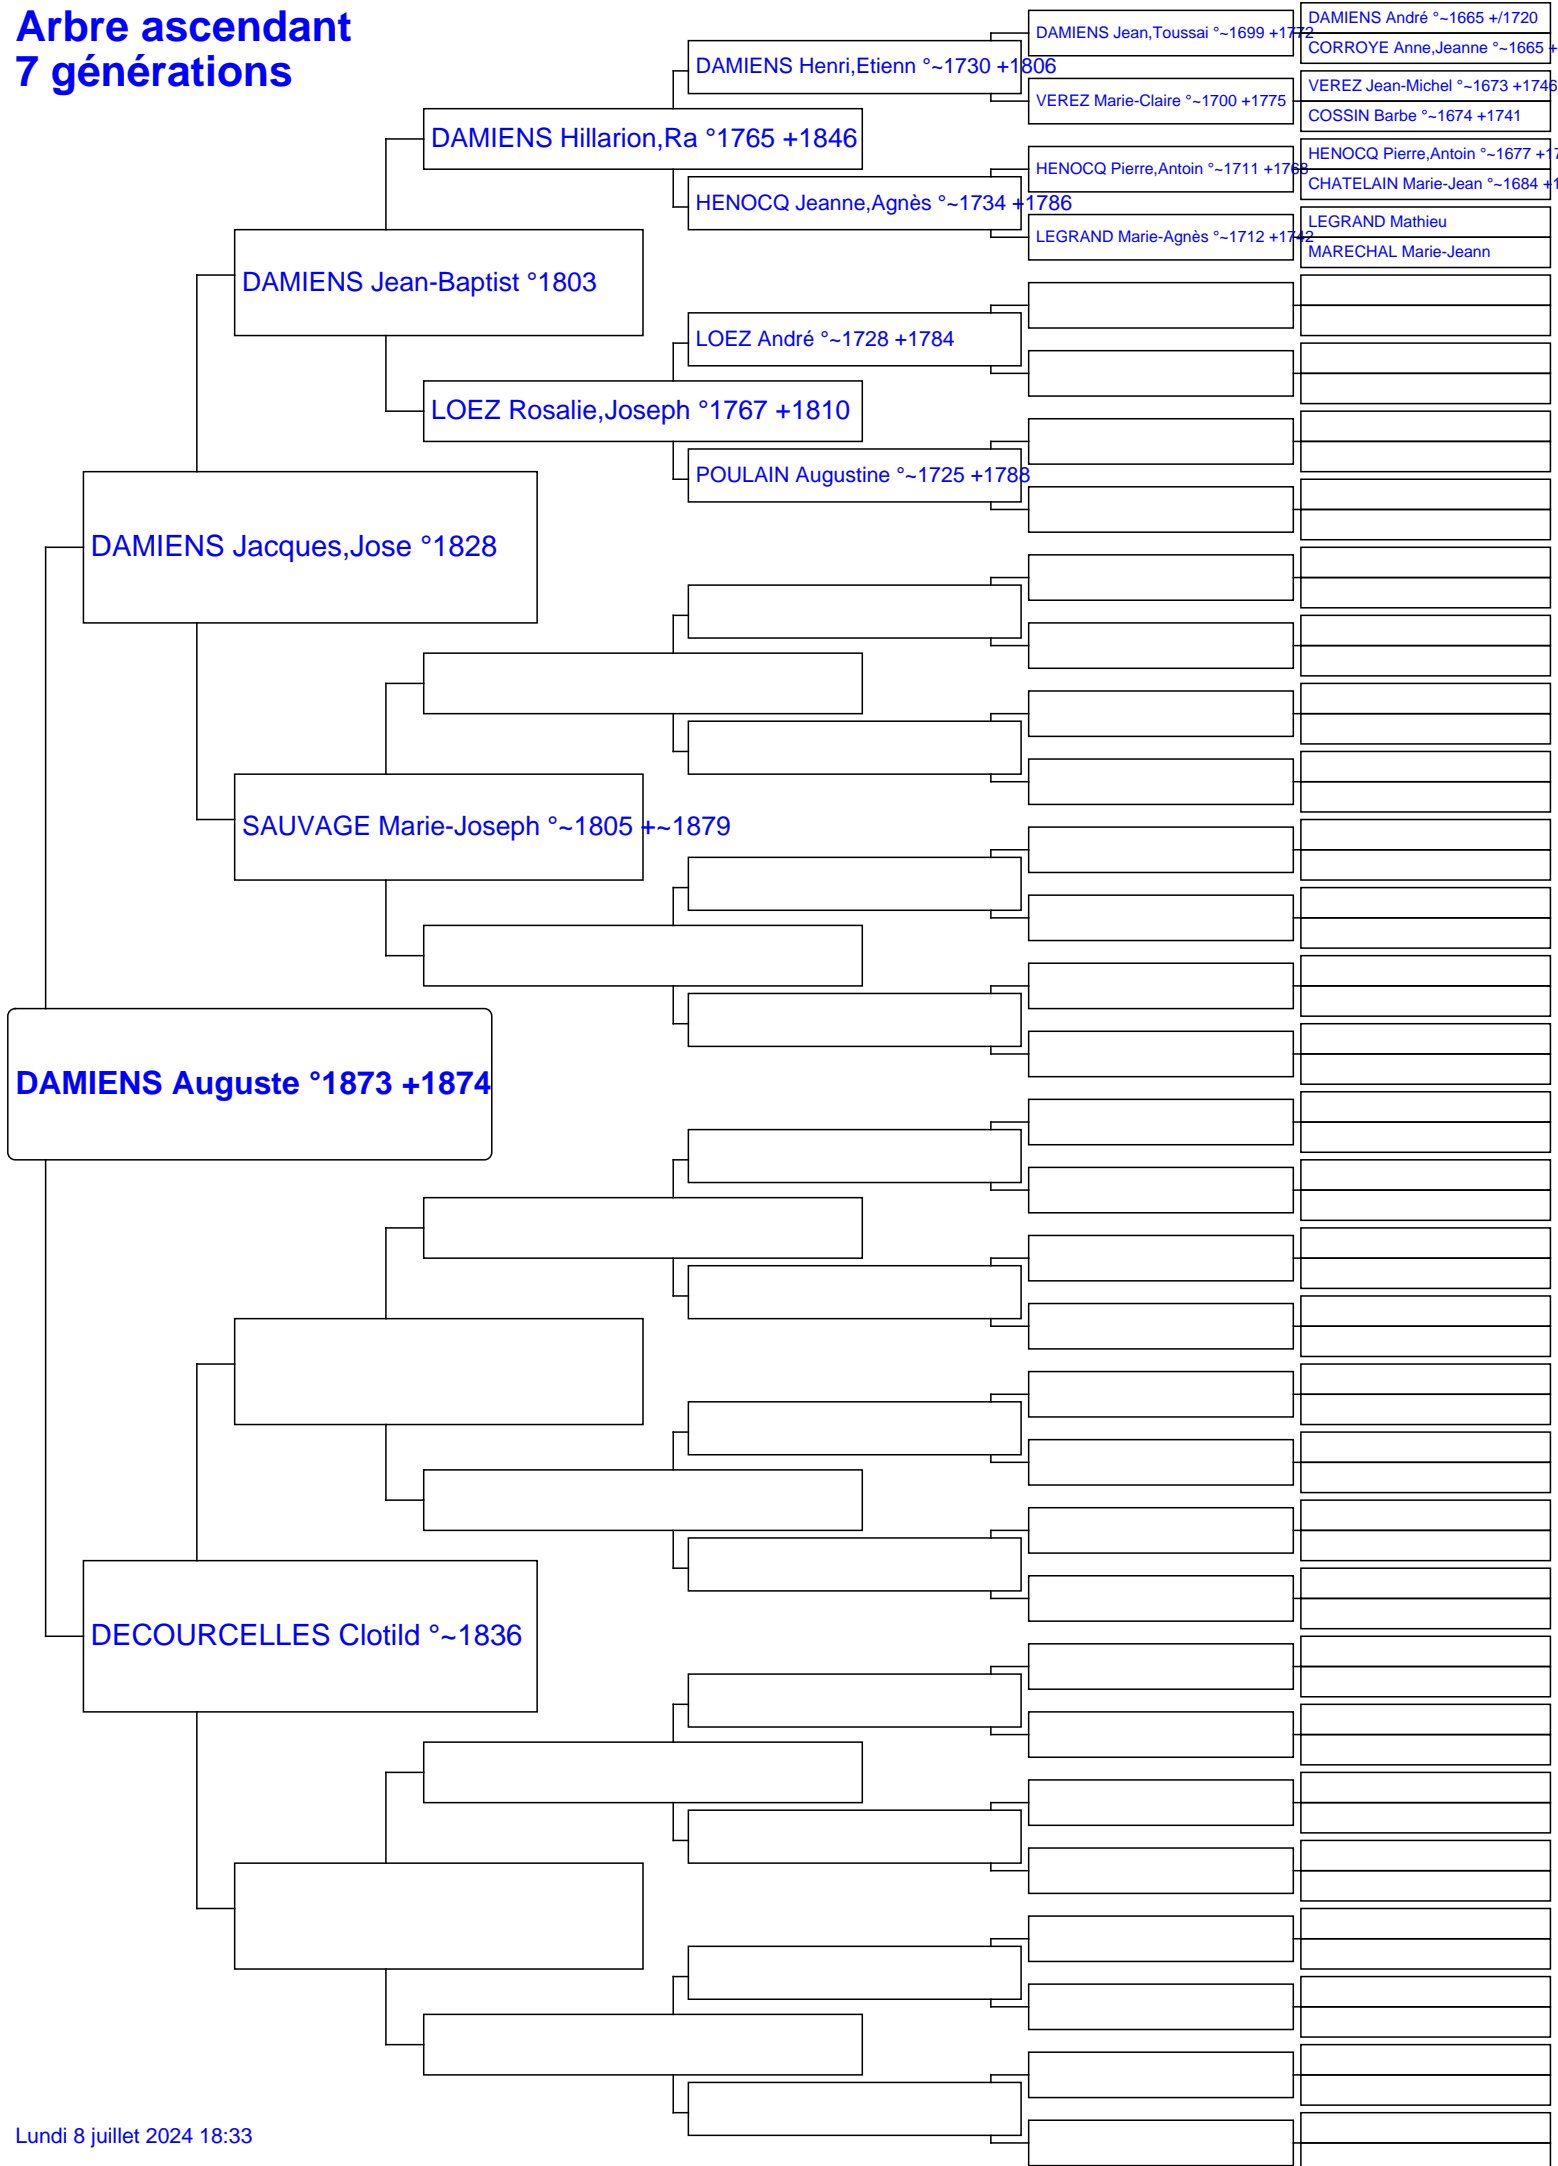 Arbre ascendant
7 générations
DAMIENS André °~1665 +/1720
DAMIENS Jean,Toussai °~1699 +1772
CORROYE Anne,Jeanne °~1665 +
DAMIENS Henri,Etienn °~1730 +1806
VEREZ Jean-Michel °~1673 +1746
VEREZ Marie-Claire °~1700 +1775
COSSIN Barbe °~1674 +1741
DAMIENS Hillarion,Ra °1765 +1846
HENOCQ Pierre,Antoin °~1677 +17
HENOCQ Pierre,Antoin °~1711 +1768
CHATELAIN Marie-Jean °~1684 +1
HENOCQ Jeanne,Agnès °~1734 +1786
LEGRAND Mathieu
LEGRAND Marie-Agnès °~1712 +1742
MARECHAL Marie-Jeann
DAMIENS Jean-Baptist °1803
LOEZ André °~1728 +1784
LOEZ Rosalie,Joseph °1767 +1810
POULAIN Augustine °~1725 +1788
DAMIENS Jacques,Jose °1828
SAUVAGE Marie-Joseph °~1805 +~1879
DAMIENS Auguste °1873 +1874
DECOURCELLES Clotild °~1836
Lundi 8 juillet 2024 18:33